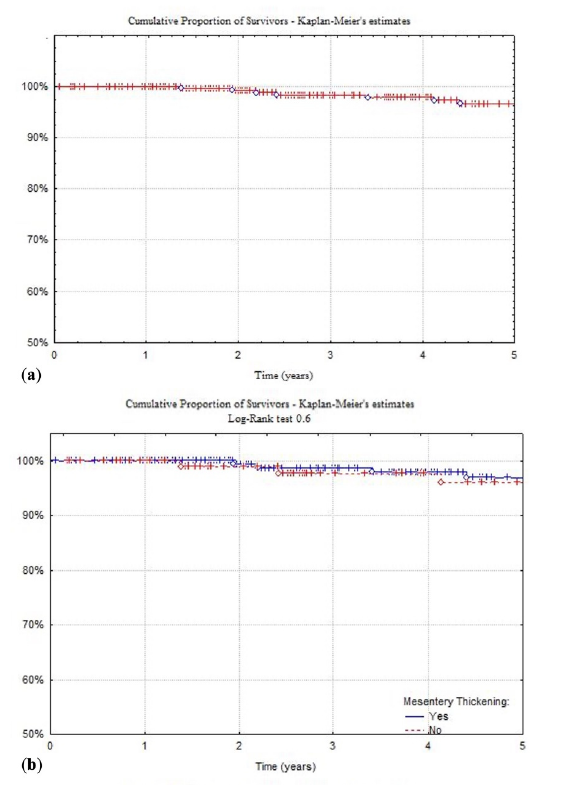 Cumulative Proportion of Survivors - Kaplan-Meier's estimates
100%
90%
80%
70%
60%
50%
0 1 2 3 4 5
Time (years)
(a)
Cumulative Proportion of Survivors - Kaplan-Meier's estimates
Log-Rank test 0.6
100%
90%
80%
70%
60%
50%
Mesentery Thickening:
Yes
No
0 1 2 3 4 5
Time (years)
(b)